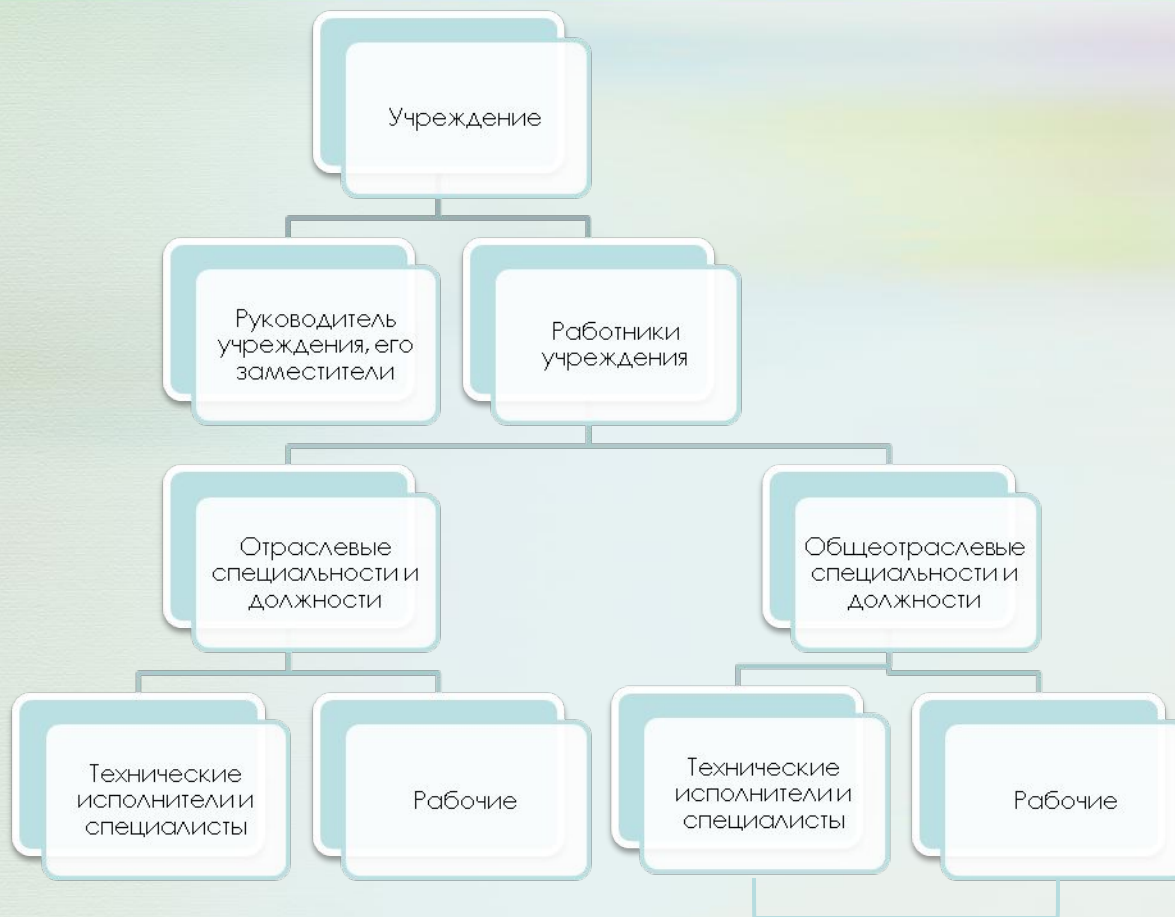 Учреждение
Руководитель
учреждения, его
заместители
Работники
учреждения
Отраслевые
специальности и
должности
Общеотраслевые
специальности и
должности
Технические
исполнители и
специалисты
Рабочие
Технические
исполнители и
специалисты
Рабочие